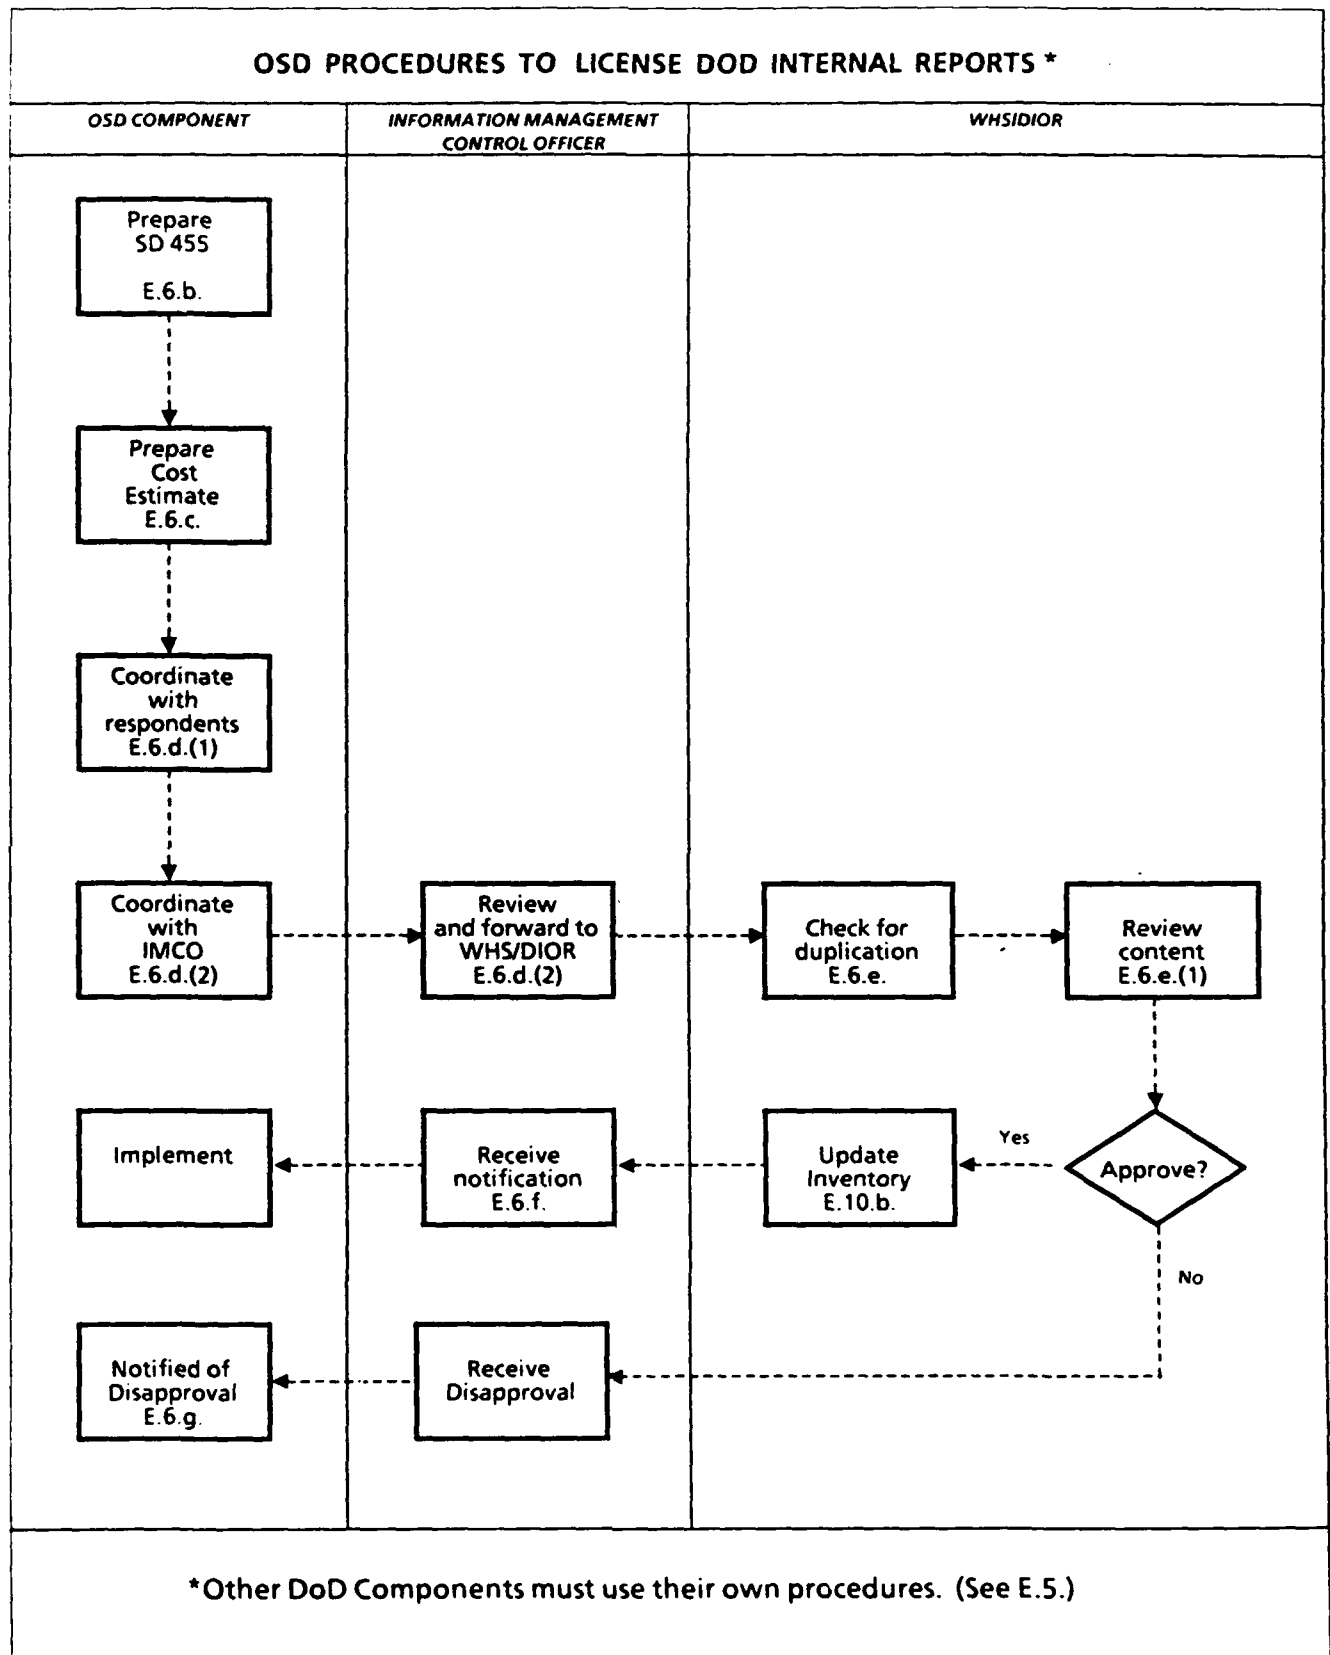 OSD PROCEDURES TO LICENSE DOD INTERNAL REPORTS *
OSD COMPONENT
INFORMATION MANAGEMENT
CONTROL OFFICER
WHSIDIOR
Prepare
SD 455
E.6.b.
Prepare
Cost
Estimate
E.6.c.
Coordinate
with
respondents
E.6.d.(1)
Coordinate
with
IMCO
E.6.d.(2)
Review
and forward to
WHS/DIOR
E.6.d.(2)
Check for
duplication
E.6.e.
Review
content
E.6.e.(1)
Implement
Receive
notification
E.6.f.
Update
Inventory
E.10.b.
Yes
Approve?
No
Notified of
Disapproval
E.6.g.
Receive
Disapproval
*Other DoD Components must use their own procedures. (See E.5.)